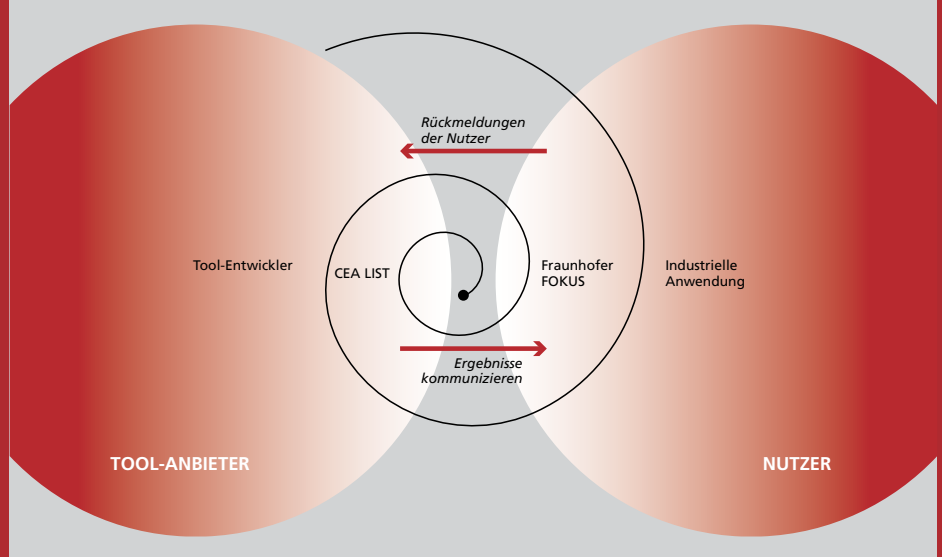 Rückmeldungen
der Nutzer
Tool-Entwickler
CEA LIST
Fraunhofer
FOKUS
Industrielle
Anwendung
Ergebnisse
kommunizieren
TOOL-ANBIETER
NUTZER